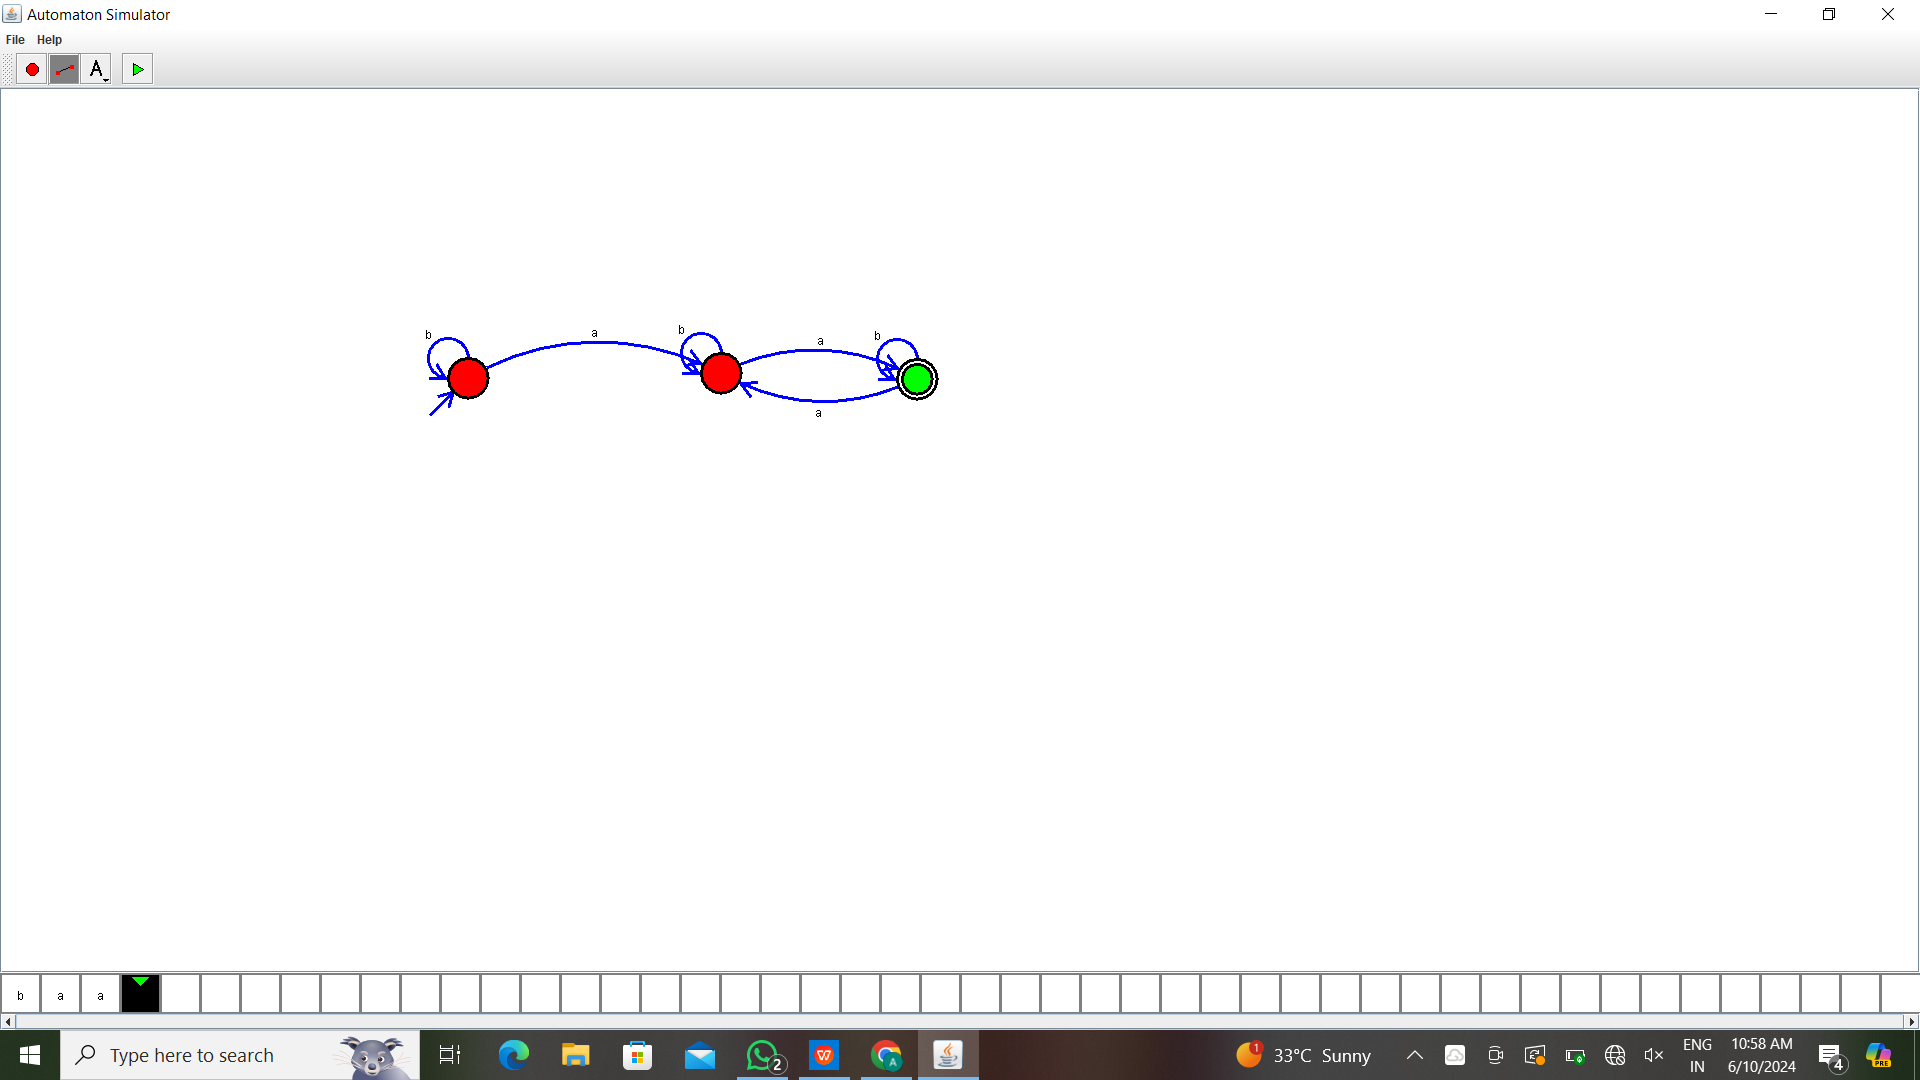 Automaton Simulator
File Help
A
b a b a b
a
b a a
Type here to search
2
1
33°C Sunny
ENG
IN
10:58 AM
6/10/2024
4
PRE